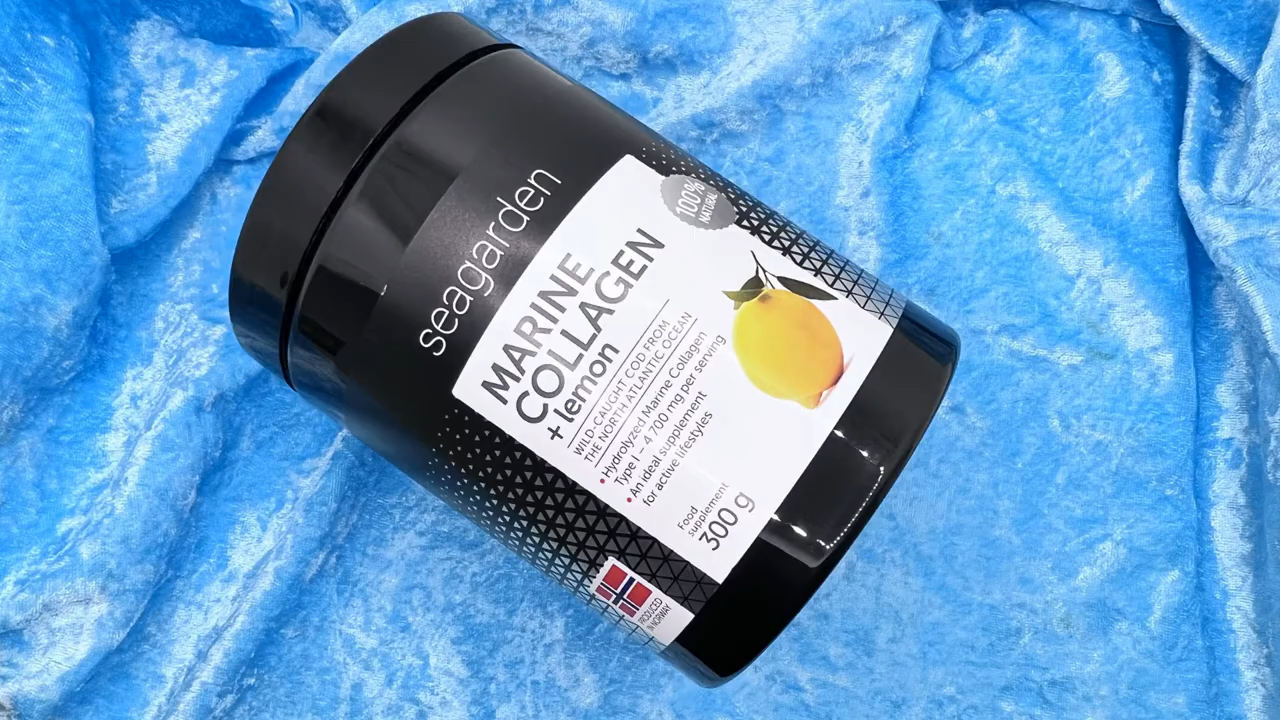 seagarden
100%
NATURAL
MARINE
COLLAGEN
+ lemon
WILD-CAUGHT COD FROM
THE NORTH ATLANTIC OCEAN
• Hydrolyzed Marine Collagen
Type I – 4 700 mg per serving
• An ideal supplement
for active lifestyles
Food
supplement
300 g
PRODUCED
IN NORWAY